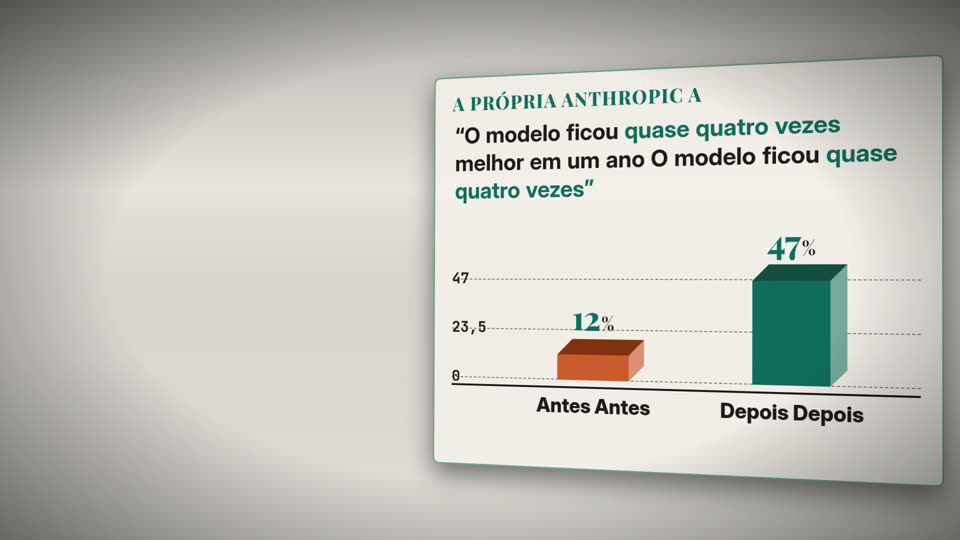 A PRÓPRIA ANTHROPIC A
“O modelo ficou quase quatro vezes
melhor em um ano O modelo ficou quase
quatro vezes”
47%
47
12%
23,5
0
Antes Antes
Depois Depois